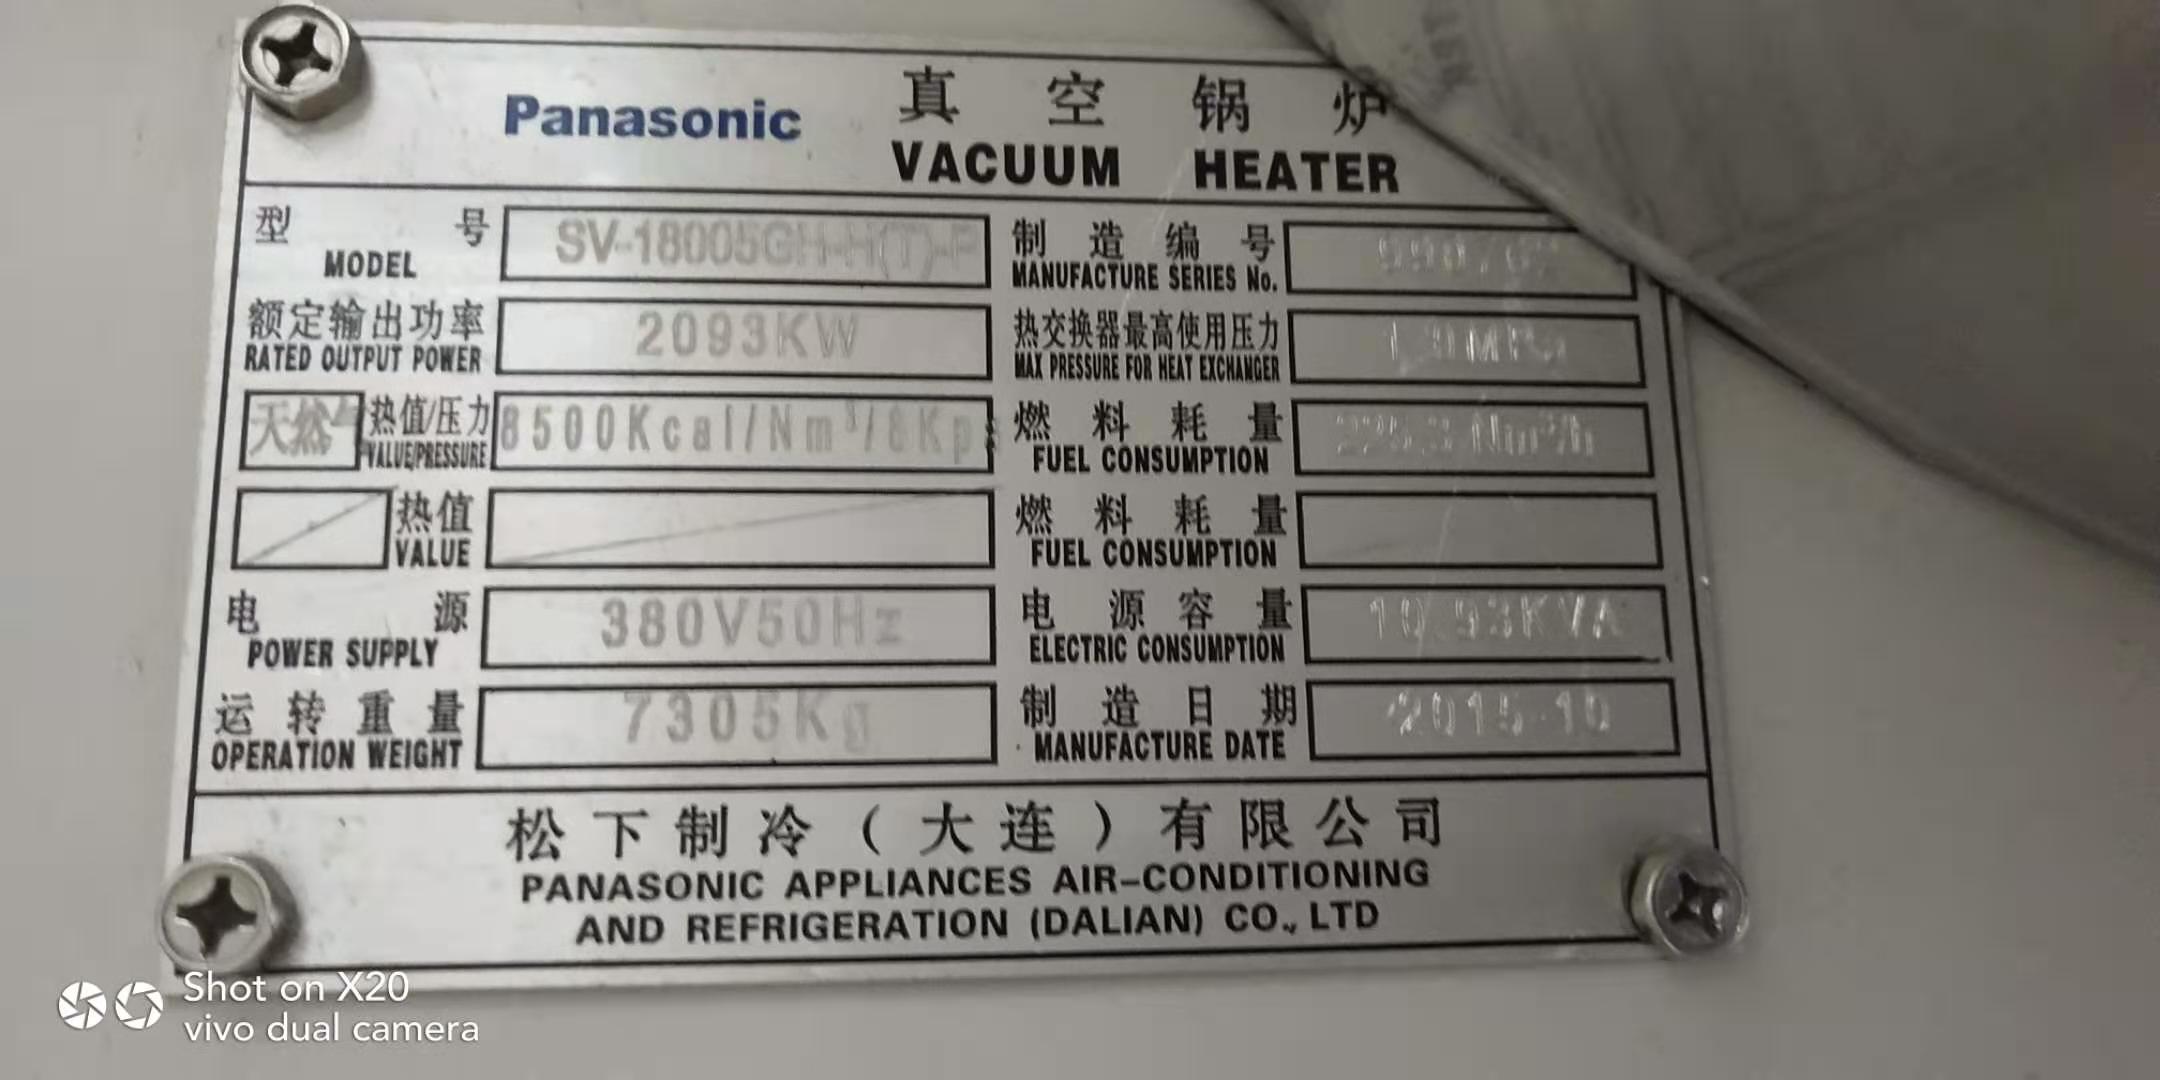 Panasonic 真空锅炉
VACUUM HEATER
型号 SV-18005GH-H(T)-F 制造编号
MODEL MANUFACTURE SERIES No.
额定输出功率 2093KW 热交换器最高使用压力 1.0MPa
RATED OUTPUT POWER MAX PRESSURE FOR HEAT EXCHANGER
天然气 热值/压力 8500Kcal/Nm³/8Kp 燃料耗量 Nm³/h
VALUE/PRESSURE FUEL CONSUMPTION
热值 燃料耗量
VALUE FUEL CONSUMPTION
电源 380V50Hz 电源容量 10.93KVA
POWER SUPPLY ELECTRIC CONSUMPTION
运转重量 7305Kg 制造日期 2015-10
OPERATION WEIGHT MANUFACTURE DATE
松下制冷（大连）有限公司
PANASONIC APPLIANCES AIR-CONDITIONING
AND REFRIGERATION (DALIAN) CO., LTD
Shot on X20
vivo dual camera